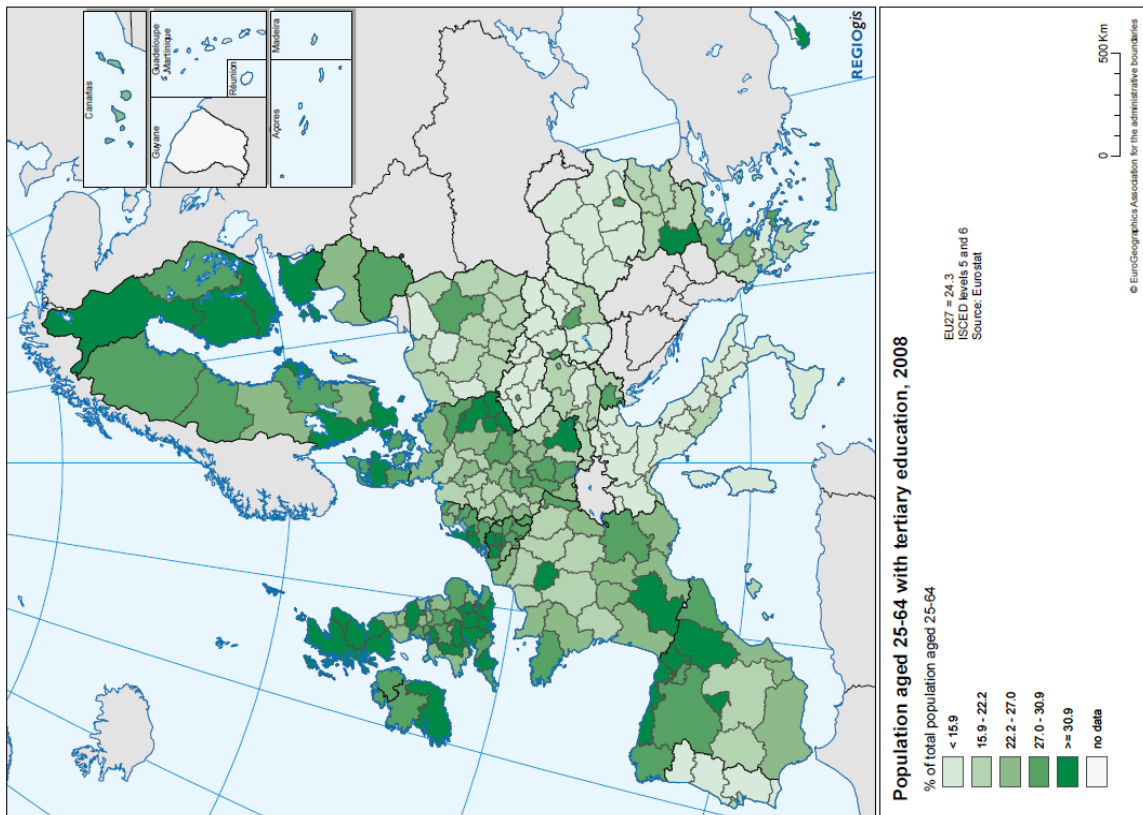 Canarias
Guadeloupe
Martinique
Guyane
Réunion
Açores
Madeira
REGIOgis
Population aged 25-64 with tertiary education, 2008
% of total population aged 25-64
< 15.9
15.9 - 22.2
22.2 - 27.0
27.0 - 30.9
>= 30.9
no data
EU27 = 24.3
ISCED levels 5 and 6
Source: Eurostat
0 500 Km
© EuroGeographics Association for the administrative boundaries